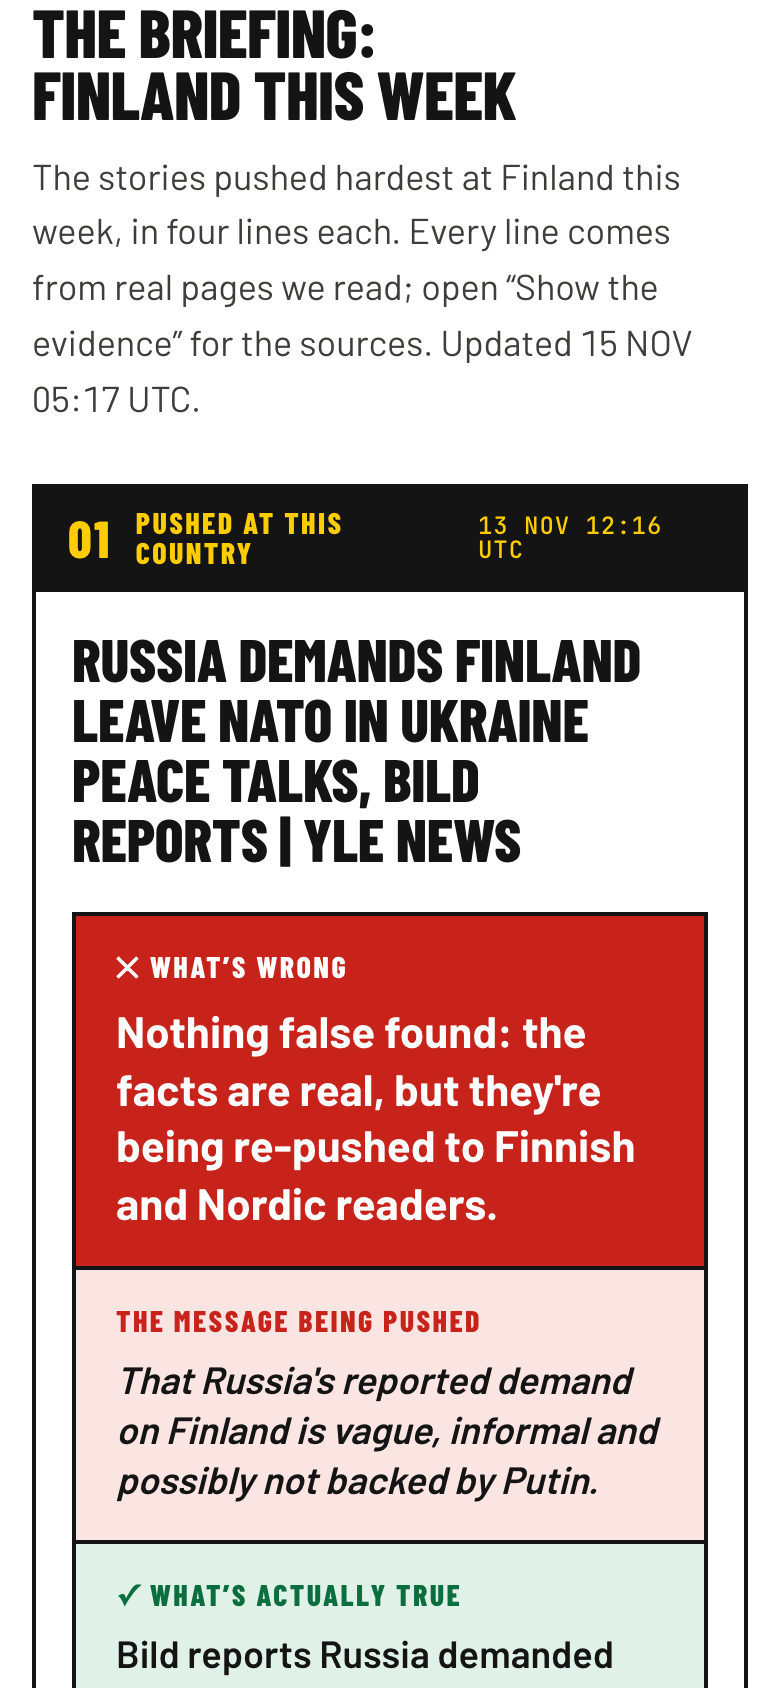 THE BRIEFING:
FINLAND THIS WEEK
The stories pushed hardest at Finland this
week, in four lines each. Every line comes
from real pages we read; open “Show the
evidence” for the sources. Updated 15 NOV
05:17 UTC.
01
PUSHED AT THIS
COUNTRY
13 NOV 12:16
UTC
RUSSIA DEMANDS FINLAND
LEAVE NATO IN UKRAINE
PEACE TALKS, BILD
REPORTS | YLE NEWS
✕ WHAT’S WRONG
Nothing false found: the
facts are real, but they're
being re-pushed to Finnish
and Nordic readers.
THE MESSAGE BEING PUSHED
That Russia's reported demand
on Finland is vague, informal and
possibly not backed by Putin.
✓ WHAT’S ACTUALLY TRUE
Bild reports Russia demanded